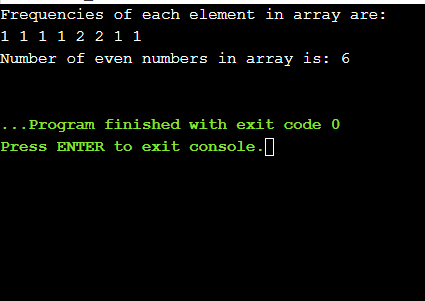 Frequencies of each element in array are:
1 1 1 1 2 2 1 1
Number of even numbers in array is: 6
...Program finished with exit code 0
Press ENTER to exit console.